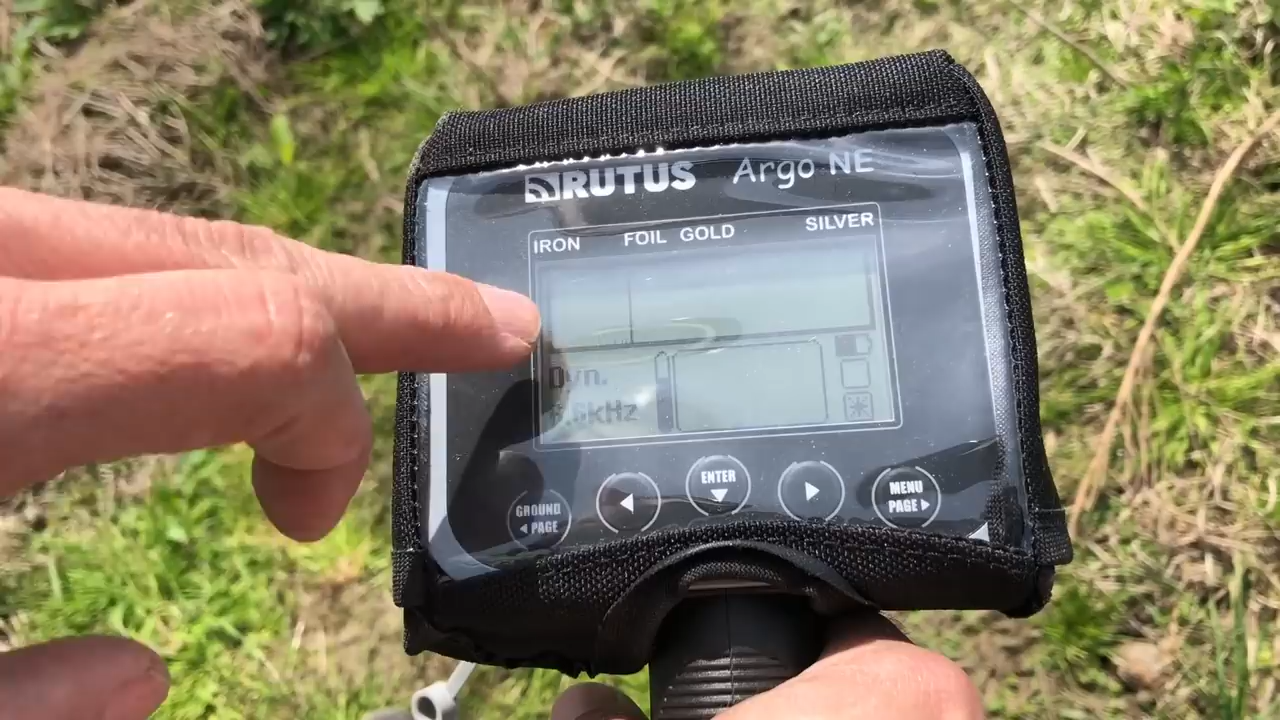 RUTUS Argo NE
IRON FOIL GOLD SILVER
Dyn.
kHz
GROUND ENTER MENU
PAGE PAGE